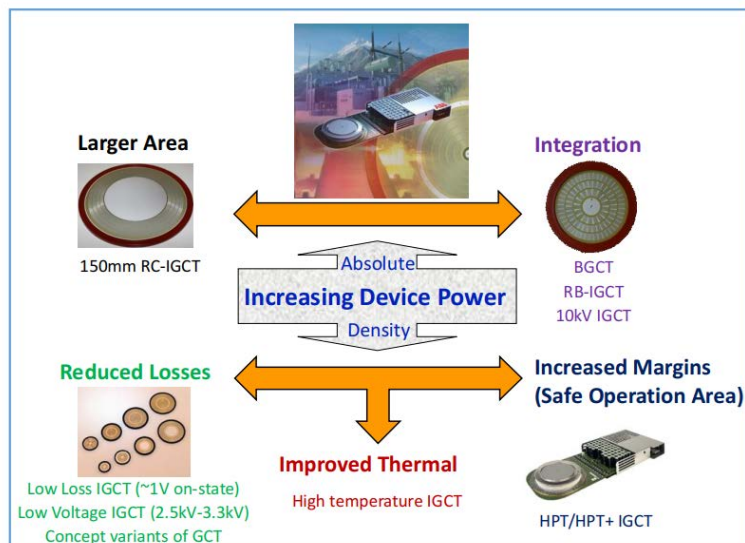 Larger Area
150mm RC-IGCT
ABB
Integration
BGCT
RB-IGCT
10kV IGCT
Absolute
Increasing Device Power
Density
Reduced Losses
Low Loss IGCT (~1V on-state)
Low Voltage IGCT (2.5kV-3.3kV)
Concept variants of GCT
Improved Thermal
High temperature IGCT
Increased Margins
(Safe Operation Area)
HPT/HPT+ IGCT